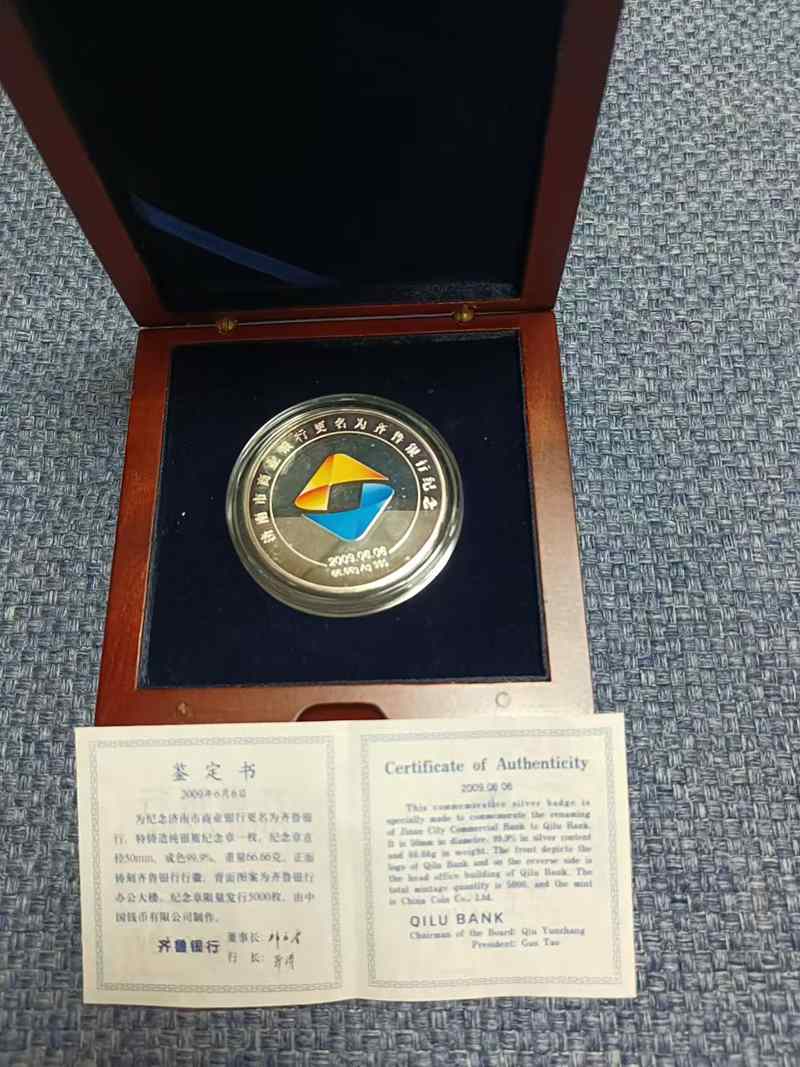 济南市商业银行更名为齐鲁银行纪念
2009.06.06
鉴定书
2009年6月6日
为纪念济南市商业银行更名为齐鲁银
行，特铸造纯银斯纪念章一枚。纪念章直
径50mm，成色99.9%，重量66.66克。正面
铸刻齐鲁银行行徽，背面图案为齐鲁银行
办公大楼。纪念章限量发行5000枚，由中
国钱币有限公司制作。
齐鲁银行
董事长:
行 长:
Certificate of Authenticity
2009.06 06
This commemorative silver badge is
specially made to commemorate the renaming
of Jinan City Commercial Bank to Qilu Bank.
It is 50mm in diametre, 99.9% in silver content
and 66.66g in weight. The front depicts the
logo of Qilu Bank and on the reverse side is
the head office building of Qilu Bank. The
total mintage quantify is 5000, and the mint
is China Coin Co., Ltd.
QILU BANK
Chairman of the Board: Qiu Yunzhang
President: Guo Tao